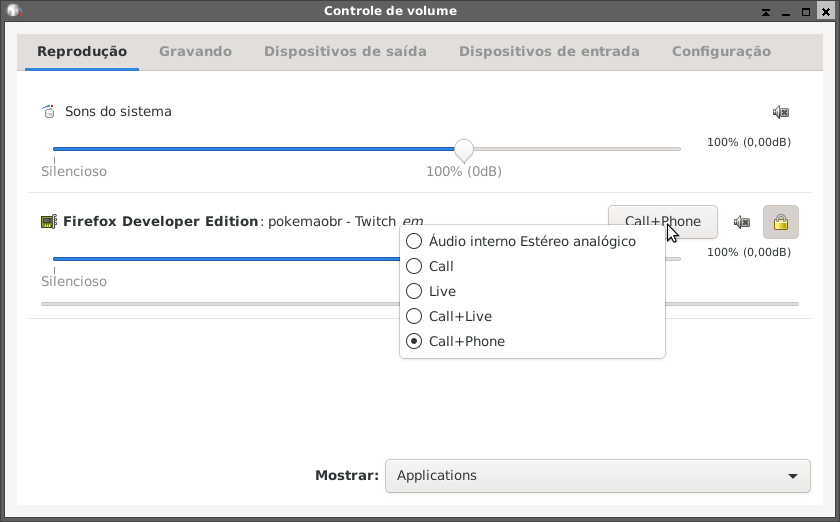 Controle de volume
Reprodução Gravando Dispositivos de saída Dispositivos de entrada Configuração
Sons do sistema
100% (0,00dB)
Silencioso 100% (0dB)
Firefox Developer Edition: pokemaobr - Twitch em Call+Phone
100% (0,00dB)
Silencioso
Áudio interno Estéreo analógico
Call
Live
Call+Live
Call+Phone
Mostrar: Applications